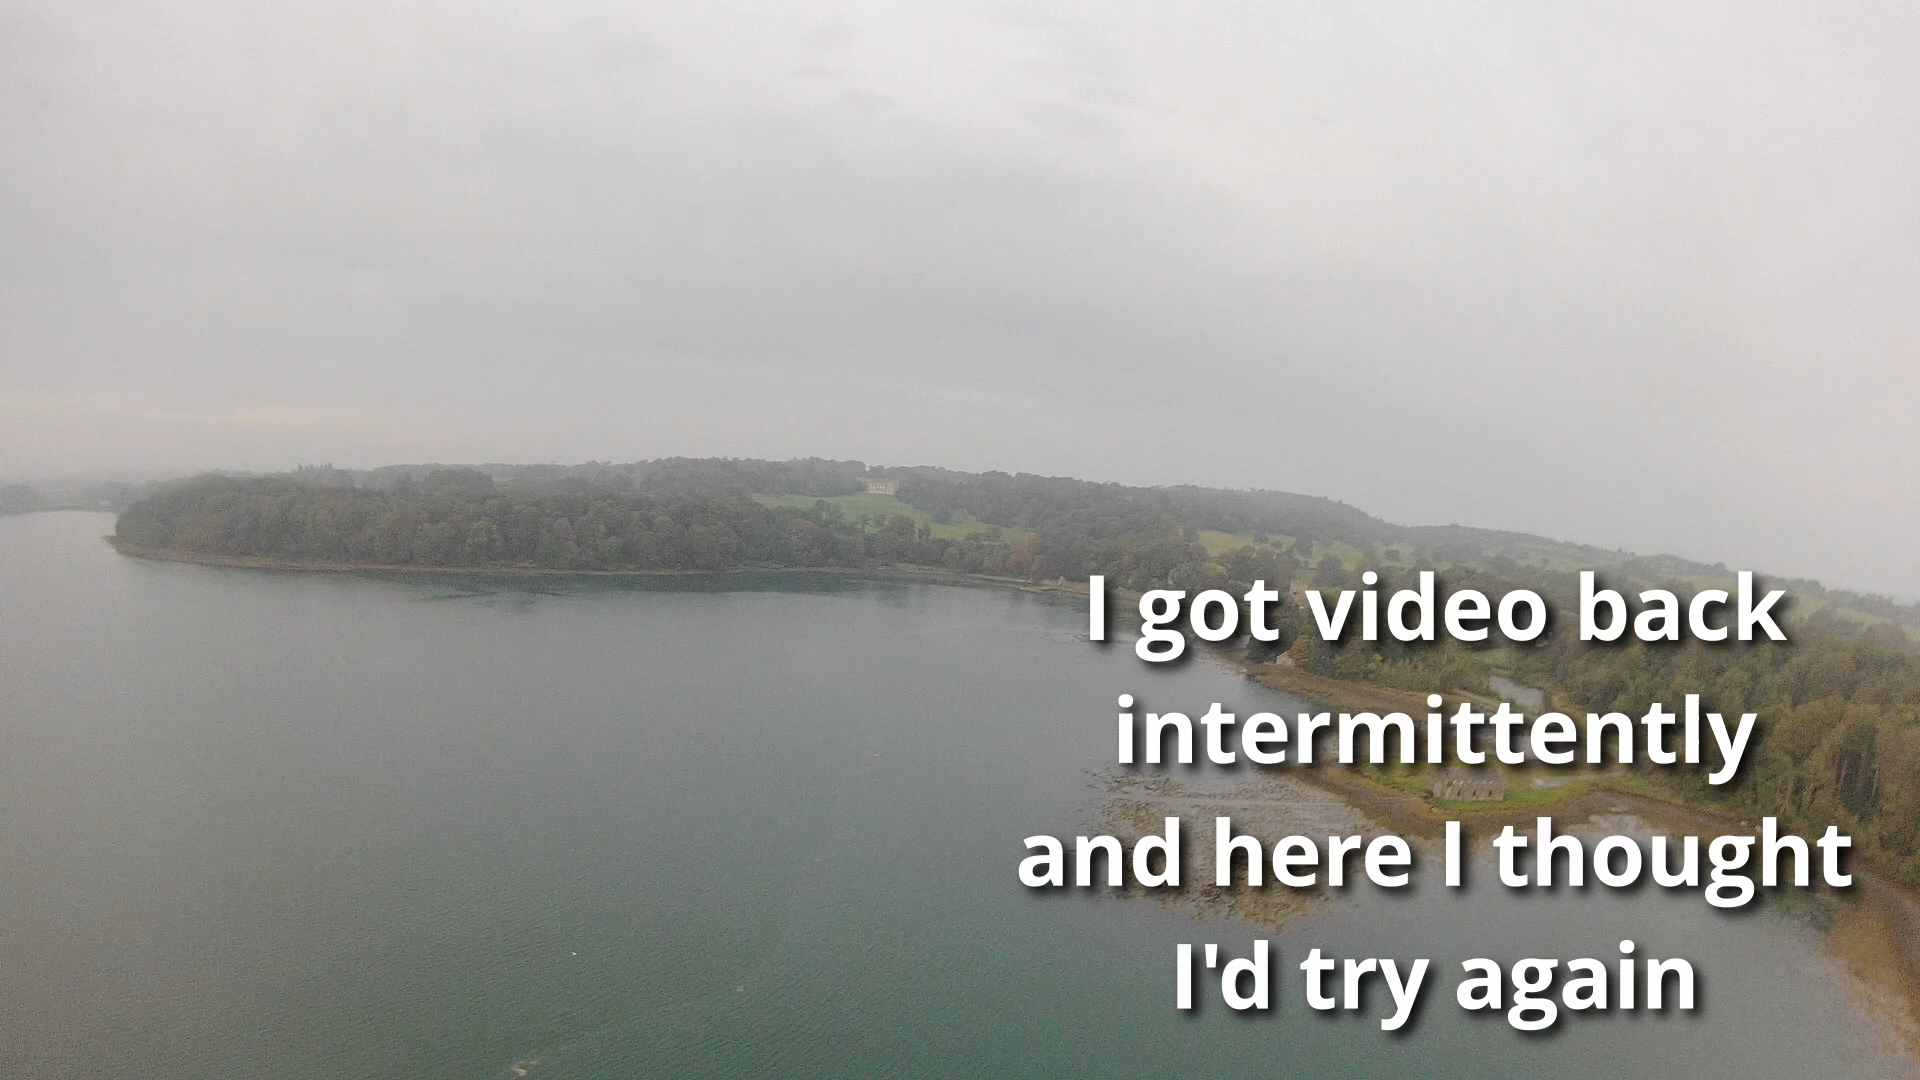 I got video back
intermittently
and here I thought
I'd try again